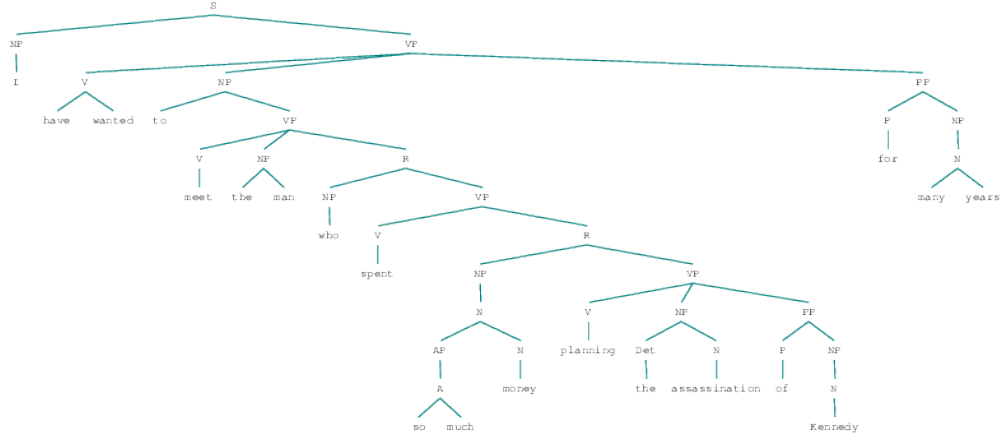 S
NP VP
I V NP PP
have wanted to VP P NP
V NP R for N
meet the man NP VP many years
who V R
spent NP VP
N V NP PP
AP N planning Det N P NP
A money the assassination of N
so much Kennedy